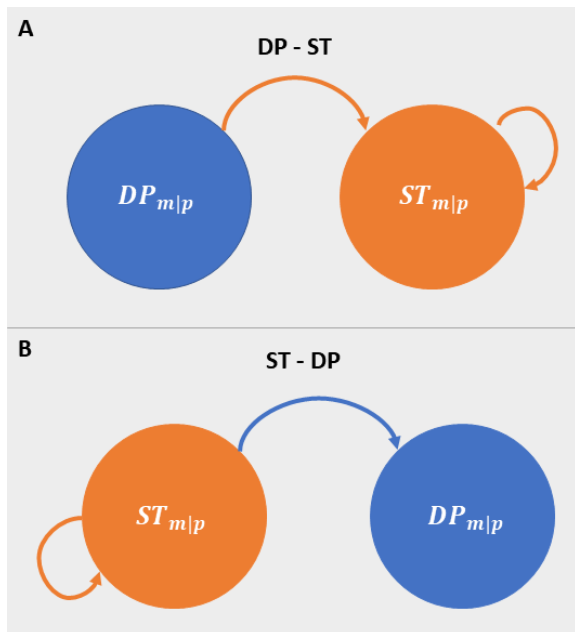 A
DP - ST
DP_{m|p}
ST_{m|p}
B
ST - DP
ST_{m|p}
DP_{m|p}